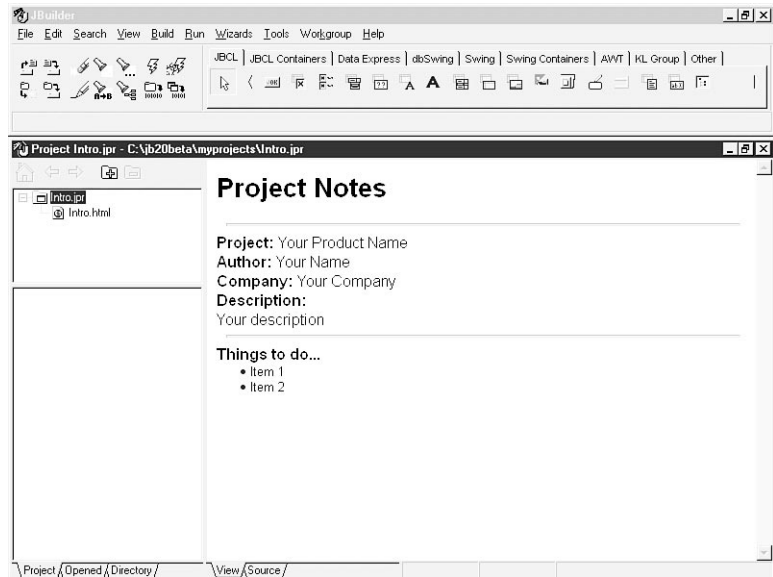 JBuilder
File Edit Search View Build Run Wizards Tools Workgroup Help
JBCL JBCL Containers Data Express dbSwing Swing Swing Containers AWT KL Group Other
Project Intro.jpr - C:\jb20beta\myprojects\Intro.jpr
Intro.jpr
Intro.html
Project Notes
Project: Your Product Name
Author: Your Name
Company: Your Company
Description:
Your description
Things to do...
• Item 1
• Item 2
Project Opened Directory
View Source